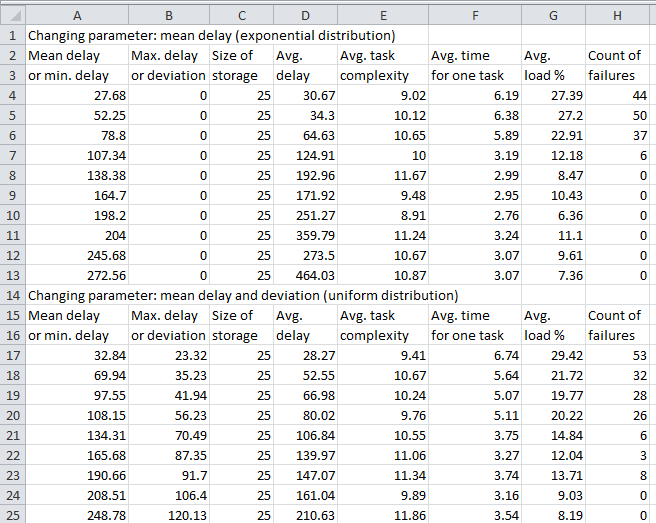 A B C D E F G H
1 Changing parameter: mean delay (exponential distribution)
2 Mean delay Max. delay Size of Avg. Avg. task Avg. time Avg. Count of
3 or min. delay or deviation storage delay complexity for one task load % failures
4 27.68 0 25 30.67 9.02 6.19 27.39 44
5 52.25 0 25 34.3 10.12 6.38 27.2 50
6 78.8 0 25 64.63 10.65 5.89 22.91 37
7 107.34 0 25 124.91 10 3.19 12.18 6
8 138.38 0 25 192.96 11.67 2.99 8.47 0
9 164.7 0 25 171.92 9.48 2.95 10.43 0
10 198.2 0 25 251.27 8.91 2.76 6.36 0
11 204 0 25 359.79 11.24 3.24 11.1 0
12 245.68 0 25 273.5 10.67 3.07 9.61 0
13 272.56 0 25 464.03 10.87 3.07 7.36 0
14 Changing parameter: mean delay and deviation (uniform distribution)
15 Mean delay Max. delay Size of Avg. Avg. task Avg. time Avg. Count of
16 or min. delay or deviation storage delay complexity for one task load % failures
17 32.84 23.32 25 28.27 9.41 6.74 29.42 53
18 69.94 35.23 25 52.55 10.67 5.64 21.72 32
19 97.55 41.94 25 66.98 10.24 5.07 19.77 28
20 108.15 56.23 25 80.02 9.76 5.11 20.22 26
21 134.31 70.49 25 106.84 10.55 3.75 14.84 6
22 165.68 87.35 25 139.97 11.06 3.27 12.04 3
23 190.66 91.7 25 147.07 11.34 3.74 13.71 8
24 208.51 106.4 25 161.04 9.89 3.16 9.03 0
25 248.78 120.13 25 210.63 11.86 3.54 8.19 0